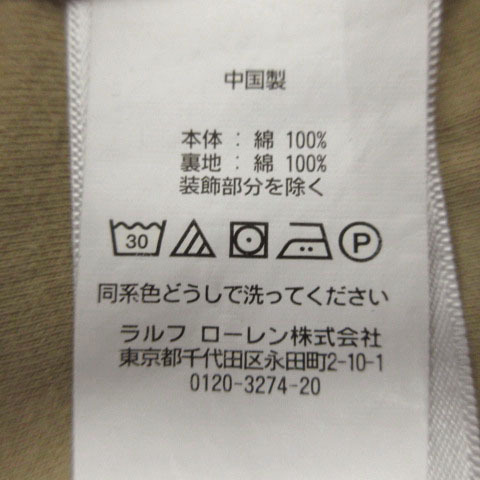 中国製
本体 : 綿 100%
裏地 : 綿 100%
装飾部分を除く
30 P
同系色どうしで洗ってください
ラルフ ローレン株式会社
東京都千代田区永田町2-10-1
0120-3274-20